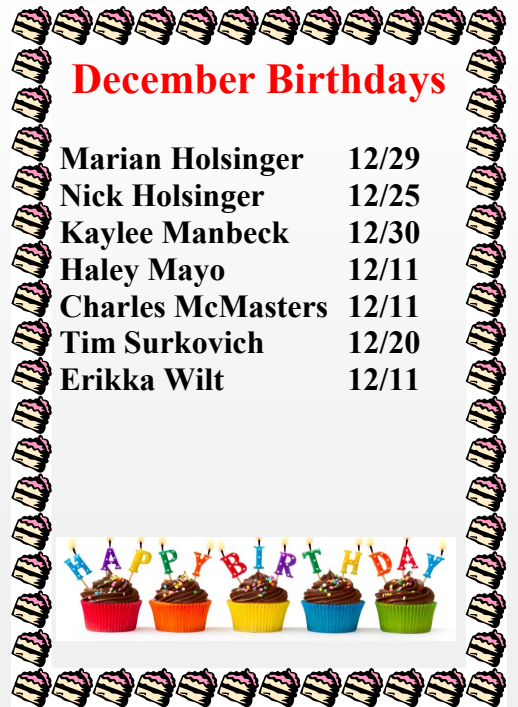 December Birthdays
Marian Holsinger 12/29
Nick Holsinger 12/25
Kaylee Manbeck 12/30
Haley Mayo 12/11
Charles McMasters 12/11
Tim Surkovich 12/20
Erikka Wilt 12/11
HAPPY BIRTHDAY